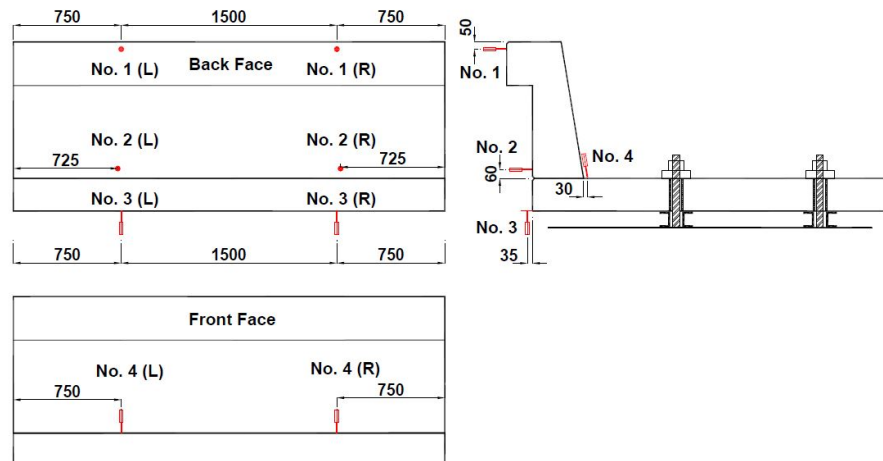 750 1500 750
No. 1 (L) Back Face No. 1 (R)
No. 2 (L) No. 2 (R)
725 725
No. 3 (L) No. 3 (R)
750 1500 750
50
No. 1
No. 2
No. 4
60
30
No. 3
35
Front Face
No. 4 (L) No. 4 (R)
750 750